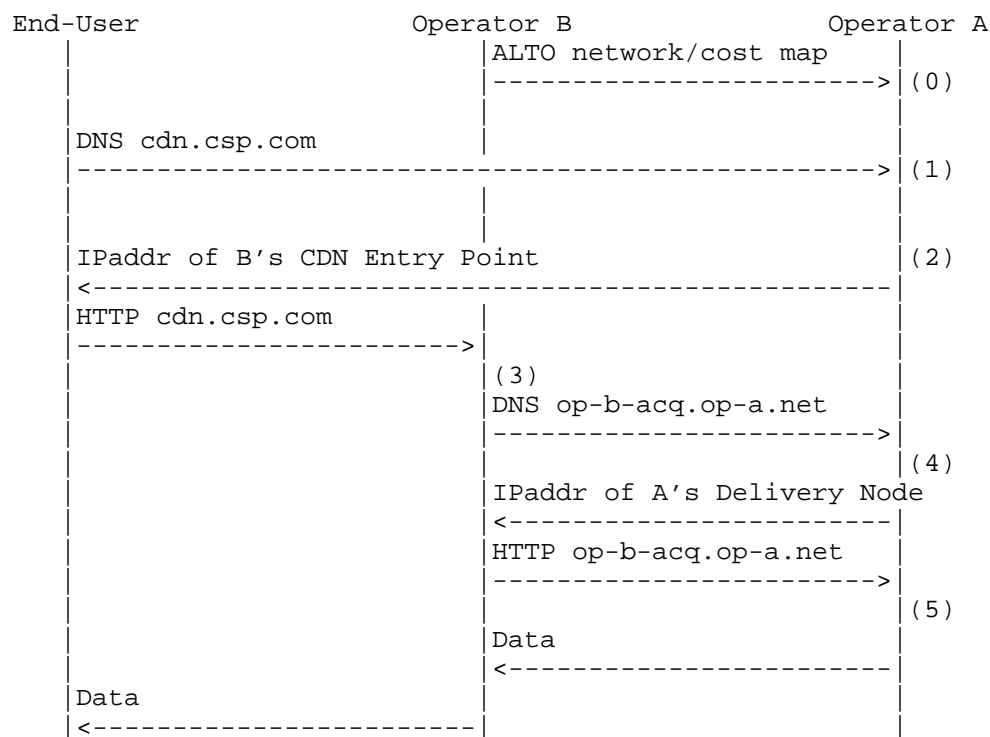 End-User Operator B Operator A
ALTO network/cost map
(0)
DNS cdn.csp.com
(1)
IPaddr of B's CDN Entry Point (2)
HTTP cdn.csp.com
(3)
DNS op-b-acq.op-a.net
(4)
IPaddr of A's Delivery Node
HTTP op-b-acq.op-a.net
(5)
Data
Data